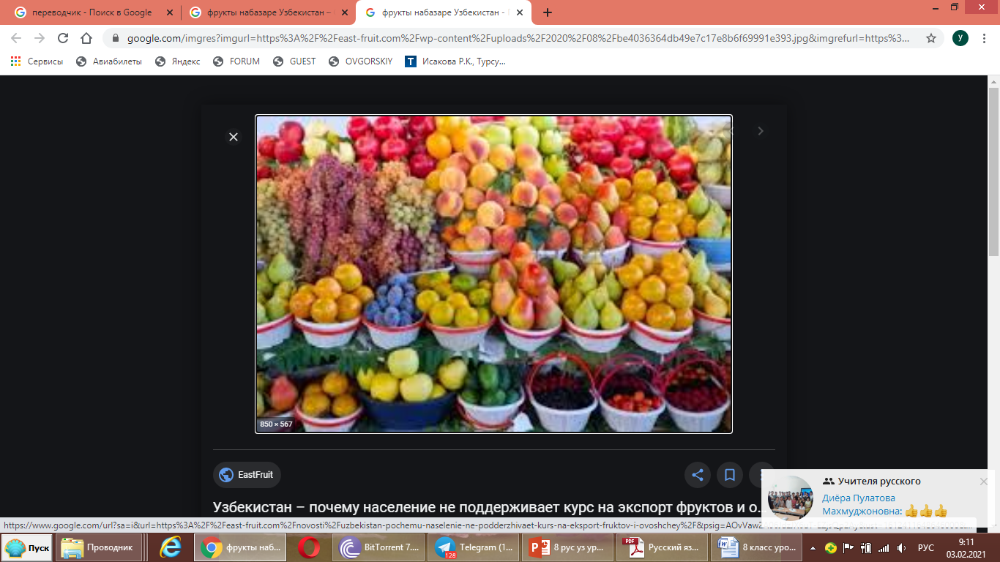 переводчик - Поиск в Google
фрукты набазаре Узбекистан –
фрукты набазаре Узбекистан -
google.com/imgres?imgurl=https%3A%2F%2Feast-fruit.com%2Fwp-content%2Fuploads%2F2020%2F08%2Fbe4036364db49e7c17e8b6f69991e393.jpg&imgrefurl=https%3...
у
Сервисы
Авиабилеты
Яндекс
FORUM
GUEST
OVGORSKIY
Исакова Р.К., Турсу...
850 × 567
EastFruit
Узбекистан – почему население не поддерживает курс на экспорт фруктов и о...
Учителя русского
Диёра Пулатова
Махмуджоновна: 👍👍👍
Пуск
Проводник
фрукты наб...
BitTorrent 7....
Telegram (1...
128
8 рус уз ур...
Русский яз...
8 класс уро...
РУС
9:11
03.02.2021